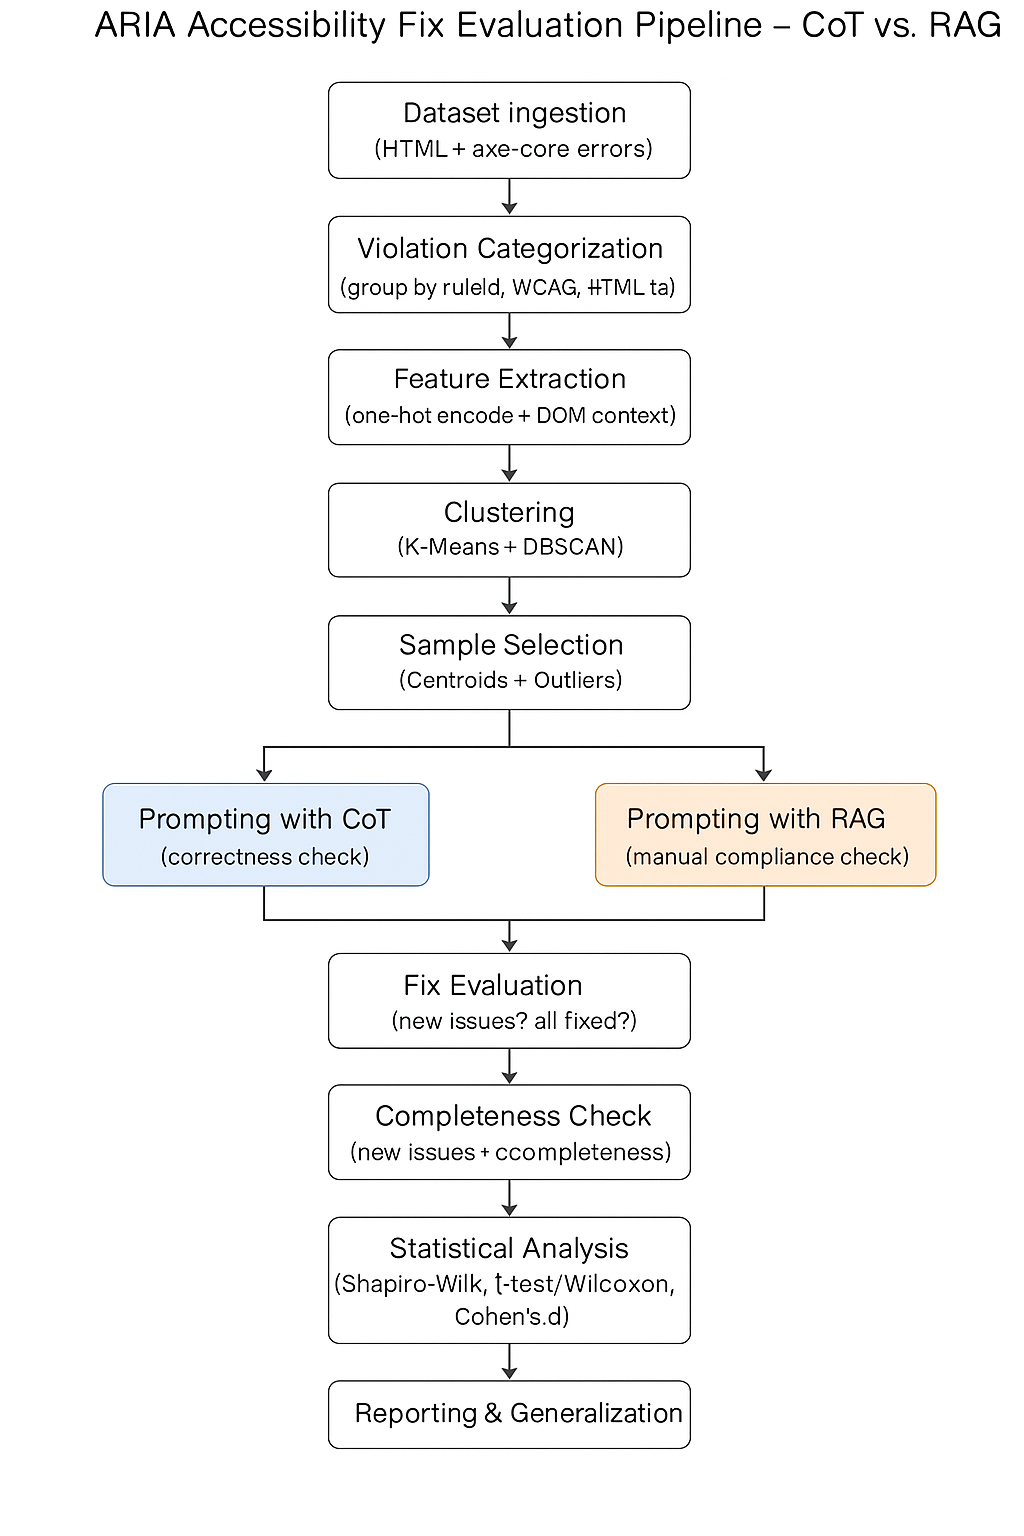 ARIA Accessibility Fix Evaluation Pipeline – CoT vs. RAG
Dataset ingestion
(HTML + axe-core errors)
Violation Categorization
(group by ruleId, WCAG, HTML ta)
Feature Extraction
(one-hot encode + DOM context)
Clustering
(K-Means + DBSCAN)
Sample Selection
(Centroids + Outliers)
Prompting with CoT
(correctness check)
Prompting with RAG
(manual compliance check)
Fix Evaluation
(new issues? all fixed?)
Completeness Check
(new issues + ccompleteness)
Statistical Analysis
(Shapiro-Wilk, t-test/Wilcoxon,
Cohen's.d)
Reporting & Generalization